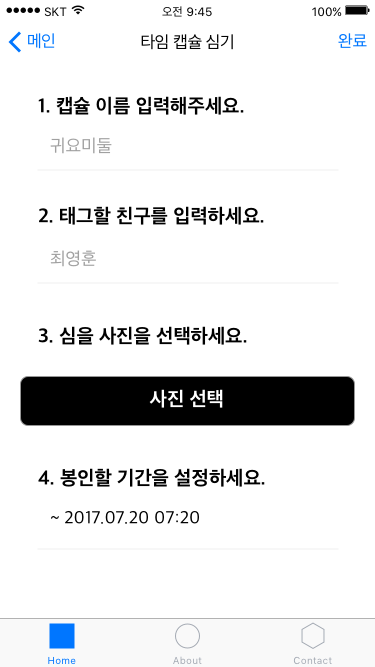 SKT 오전 9:45 100%
메인 타임 캡슐 심기 완료
1. 캡슐 이름 입력해주세요.
귀요미둘
2. 태그할 친구를 입력하세요.
최영훈
3. 심을 사진을 선택하세요.
사진 선택
4. 봉인할 기간을 설정하세요.
~ 2017.07.20 07:20
Home About Contact